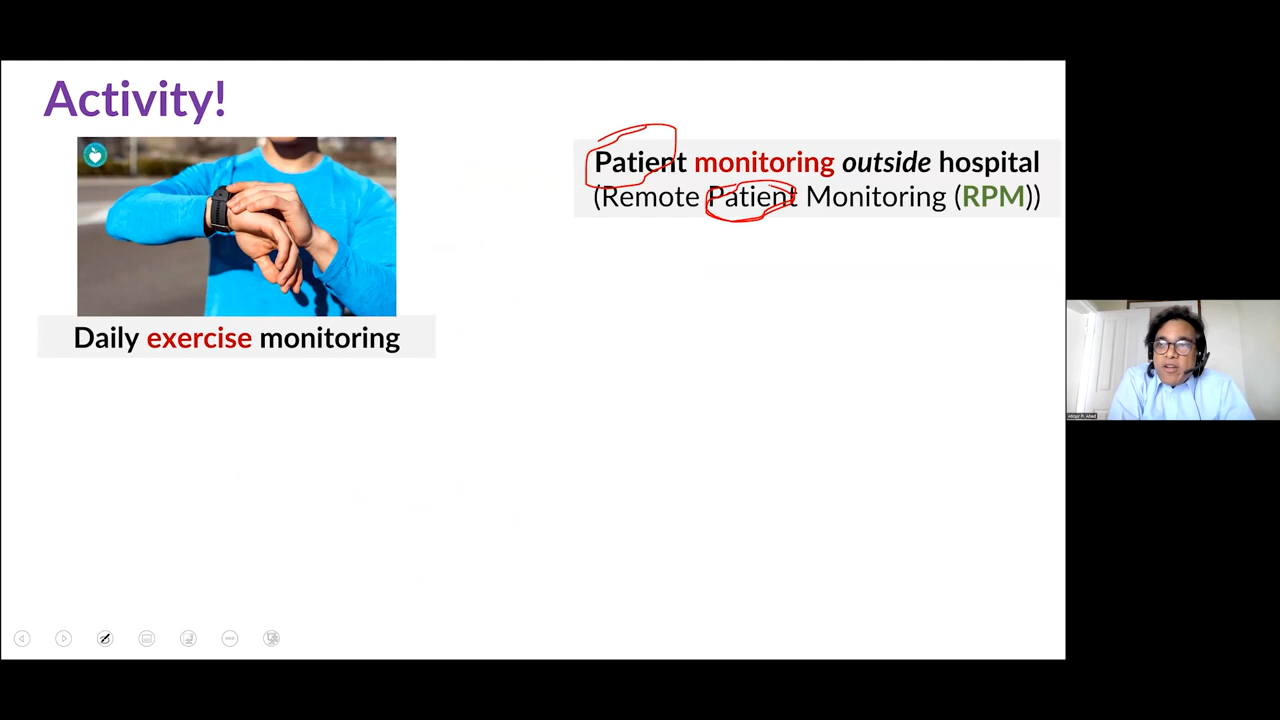 Activity!
Patient monitoring outside hospital
(Remote Patient Monitoring (RPM))
Daily exercise monitoring